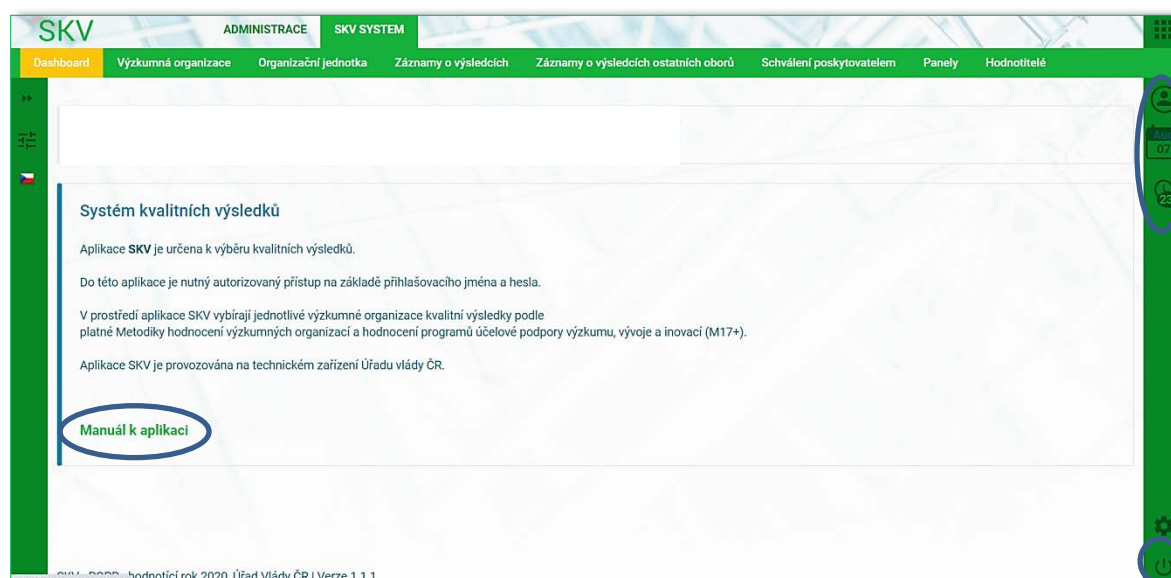 SKV
ADMINISTRACE SKV SYSTEM
Dashboard Výzkumná organizace Organizační jednotka Záznamy o výsledcích Záznamy o výsledcích ostatních oborů Schválení poskytovatelem Panely Hodnotitelé
07
23
Systém kvalitních výsledků
Aplikace SKV je určena k výběru kvalitních výsledků.
Do této aplikace je nutný autorizovaný přístup na základě přihlašovacího jména a hesla.
V prostředí aplikace SKV vybírají jednotlivé výzkumné organizace kvalitní výsledky podle
platné Metodiky hodnocení výzkumných organizací a hodnocení programů účelové podpory výzkumu, vývoje a inovací (M17+).
Aplikace SKV je provozována na technickém zařízení Úřadu vlády ČR.
Manuál k aplikaci
hodnotící rok 2020, Úřad Vlády ČR | Verze 1.1.1